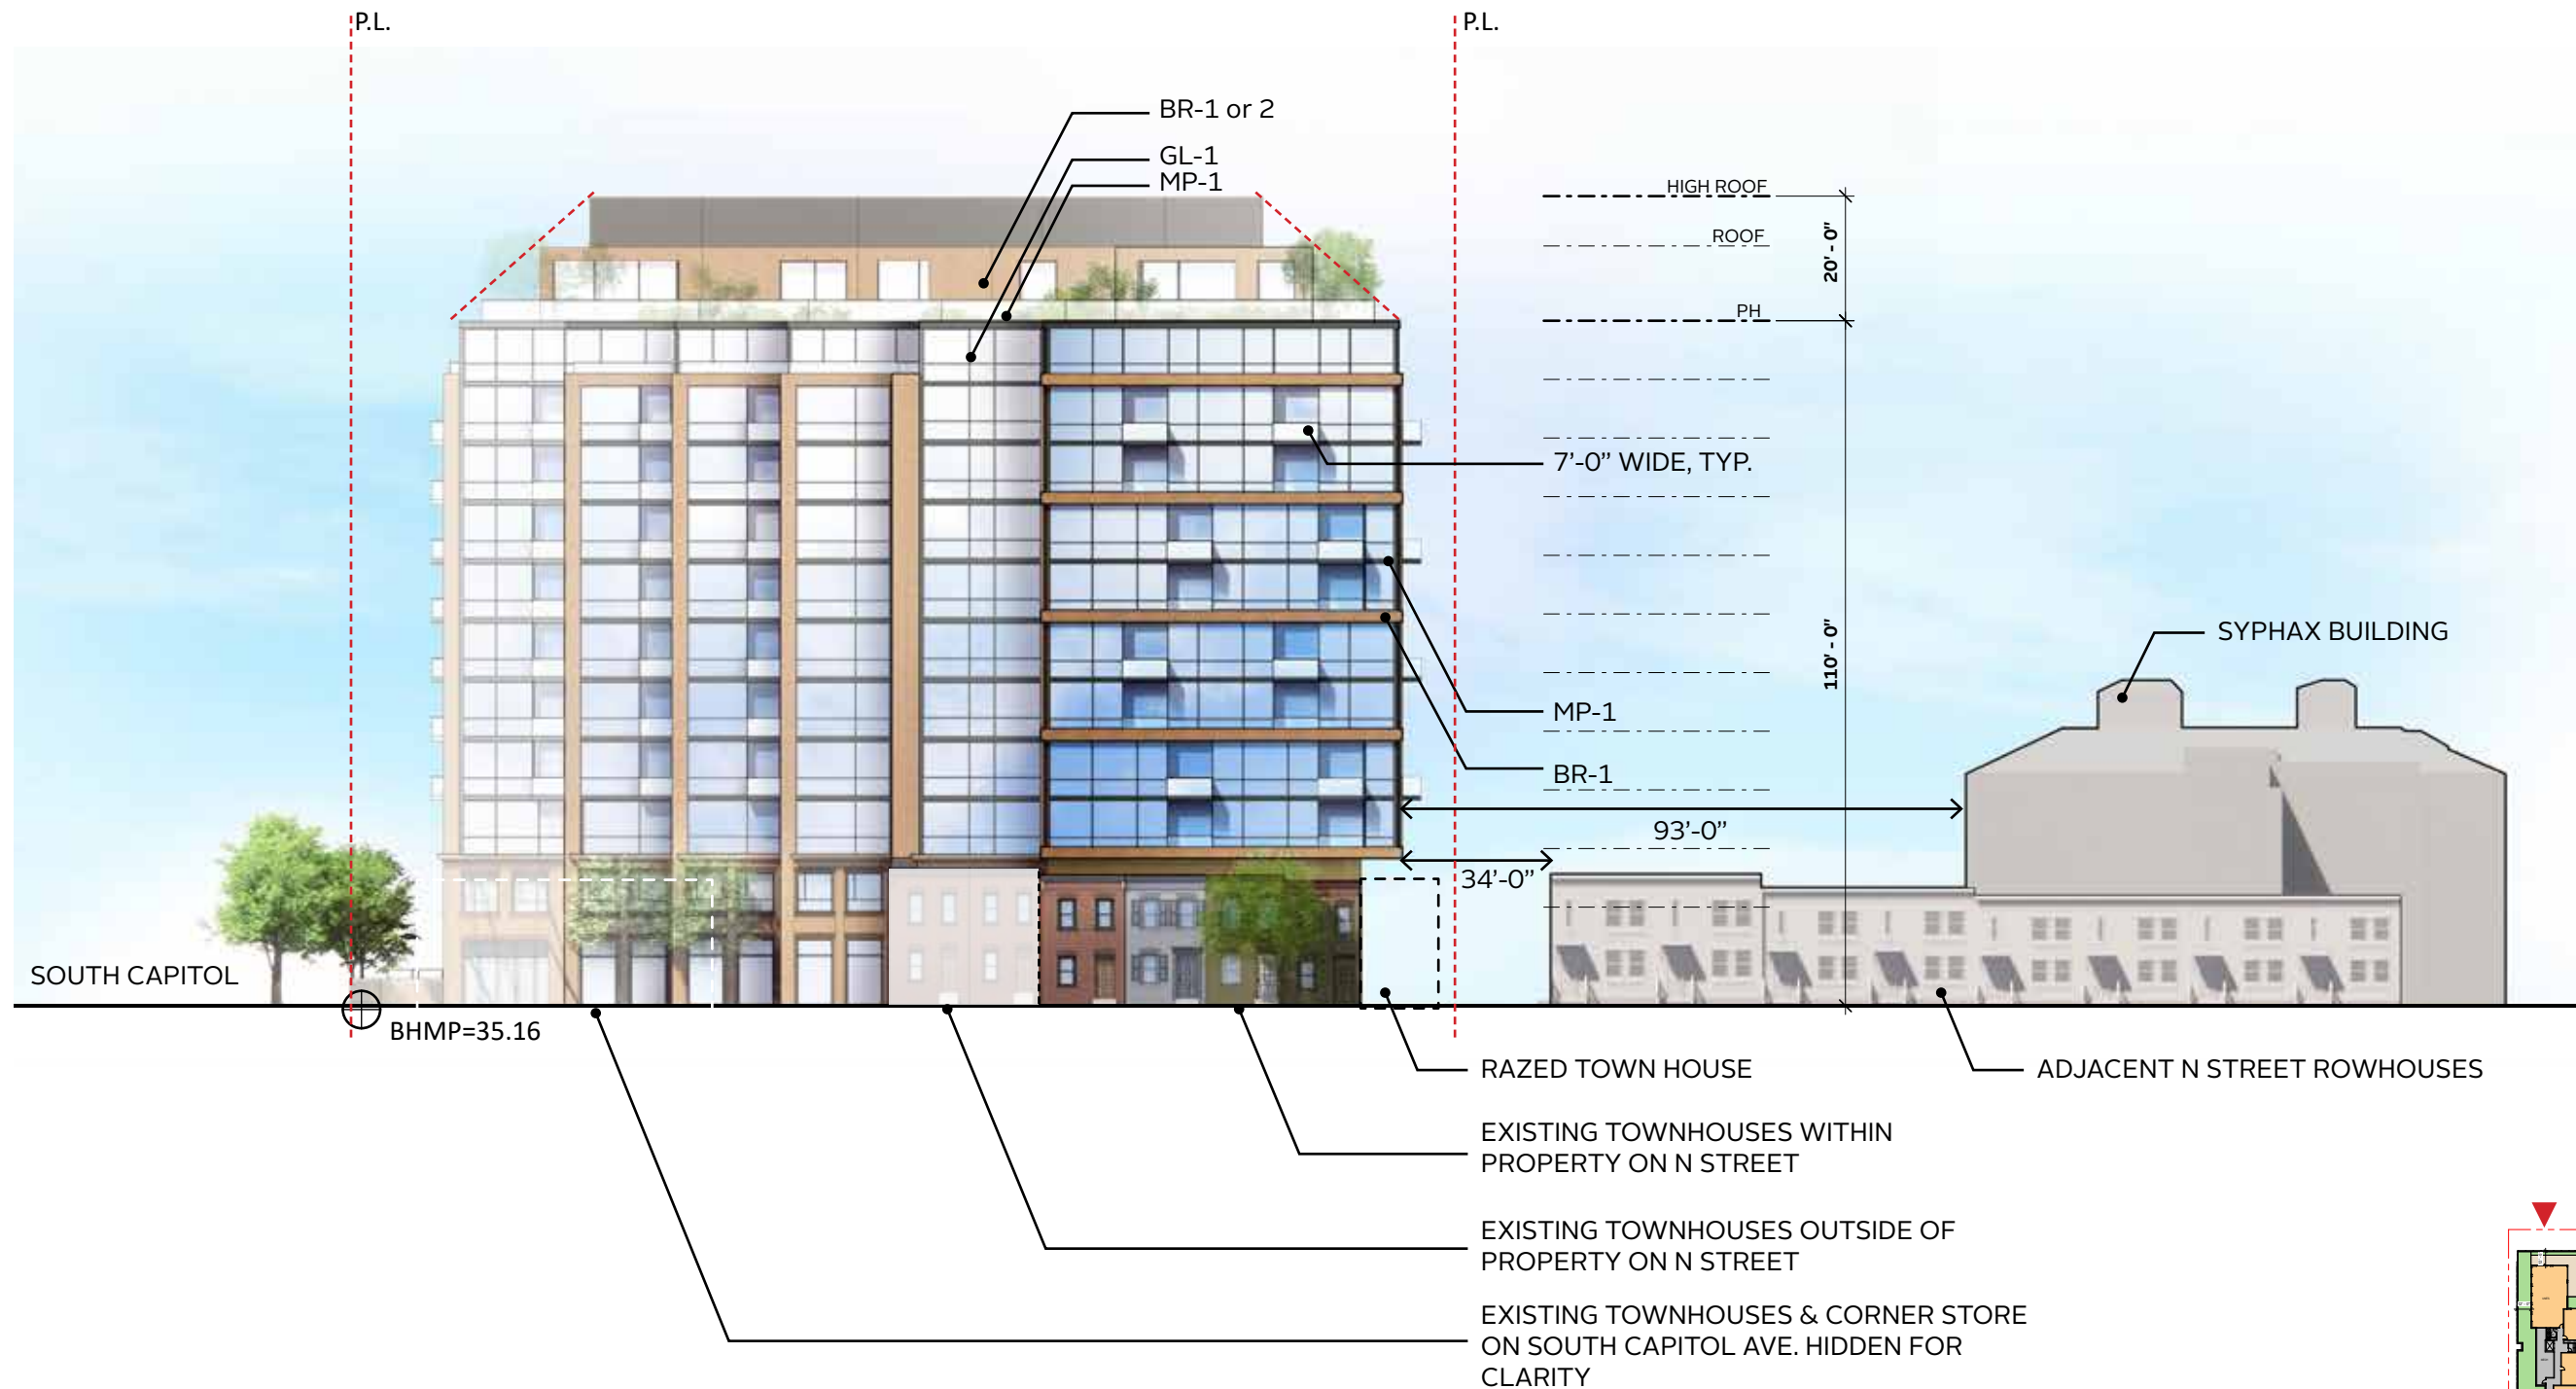 P.L.
P.L.
BR-1 or 2
GL-1
MP-1
HIGH ROOF
ROOF
20' - 0"
PH
7'-0" WIDE, TYP.
110' - 0"
SYPHAX BUILDING
MP-1
BR-1
93'-0"
34'-0"
SOUTH CAPITOL
BHMP=35.16
RAZED TOWN HOUSE
ADJACENT N STREET ROWHOUSES
EXISTING TOWNHOUSES WITHIN
PROPERTY ON N STREET
EXISTING TOWNHOUSES OUTSIDE OF
PROPERTY ON N STREET
EXISTING TOWNHOUSES & CORNER STORE
ON SOUTH CAPITOL AVE. HIDDEN FOR
CLARITY